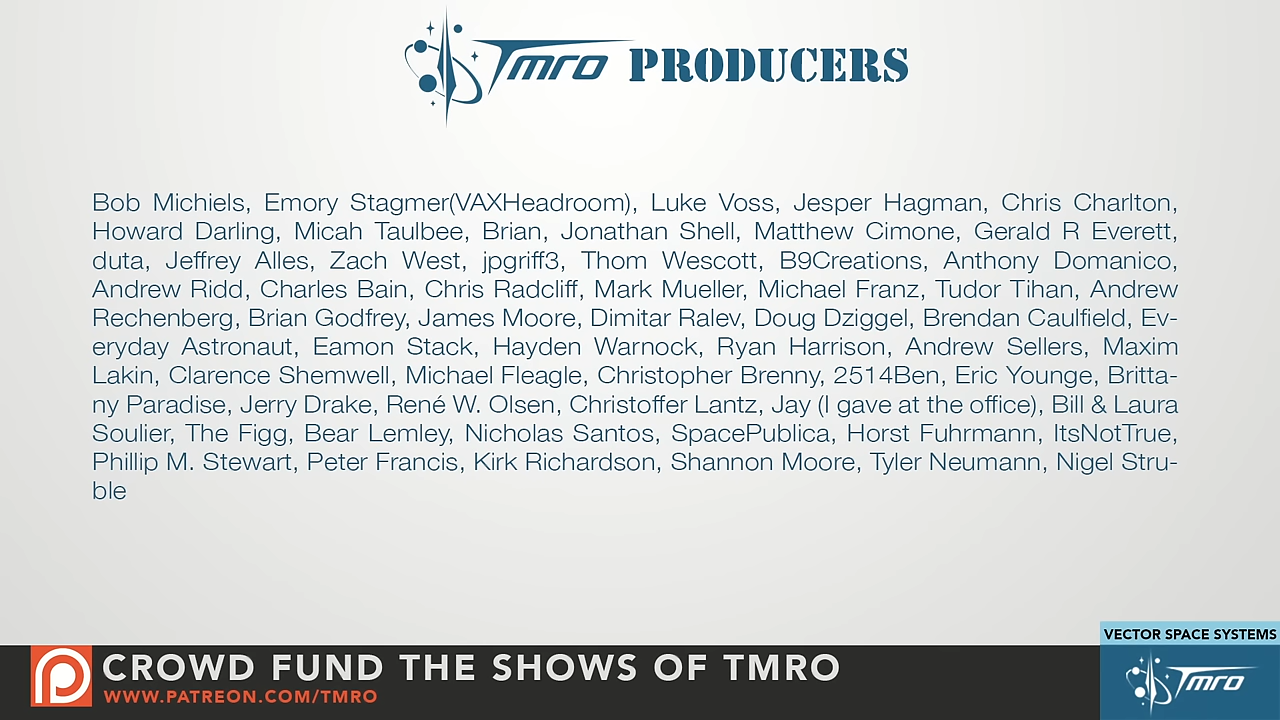 TMRO PRODUCERS
Bob Michiels, Emory Stagmer(VAXHeadroom), Luke Voss, Jesper Hagman, Chris Charlton,
Howard Darling, Micah Taulbee, Brian, Jonathan Shell, Matthew Cimone, Gerald R Everett,
duta, Jeffrey Alles, Zach West, jpgriff3, Thom Wescott, B9Creations, Anthony Domanico,
Andrew Ridd, Charles Bain, Chris Radcliff, Mark Mueller, Michael Franz, Tudor Tihan, Andrew
Rechenberg, Brian Godfrey, James Moore, Dimitar Ralev, Doug Dziggel, Brendan Caulfield, Ev-
eryday Astronaut, Eamon Stack, Hayden Warnock, Ryan Harrison, Andrew Sellers, Maxim
Lakin, Clarence Shemwell, Michael Fleagle, Christopher Brenny, 2514Ben, Eric Younge, Britta-
ny Paradise, Jerry Drake, René W. Olsen, Christoffer Lantz, Jay (I gave at the office), Bill & Laura
Soulier, The Figg, Bear Lemley, Nicholas Santos, SpacePublica, Horst Fuhrmann, ItsNotTrue,
Phillip M. Stewart, Peter Francis, Kirk Richardson, Shannon Moore, Tyler Neumann, Nigel Stru-
ble
VECTOR SPACE SYSTEMS
CROWD FUND THE SHOWS OF TMRO
WWW.PATREON.COM/TMRO
TMRO